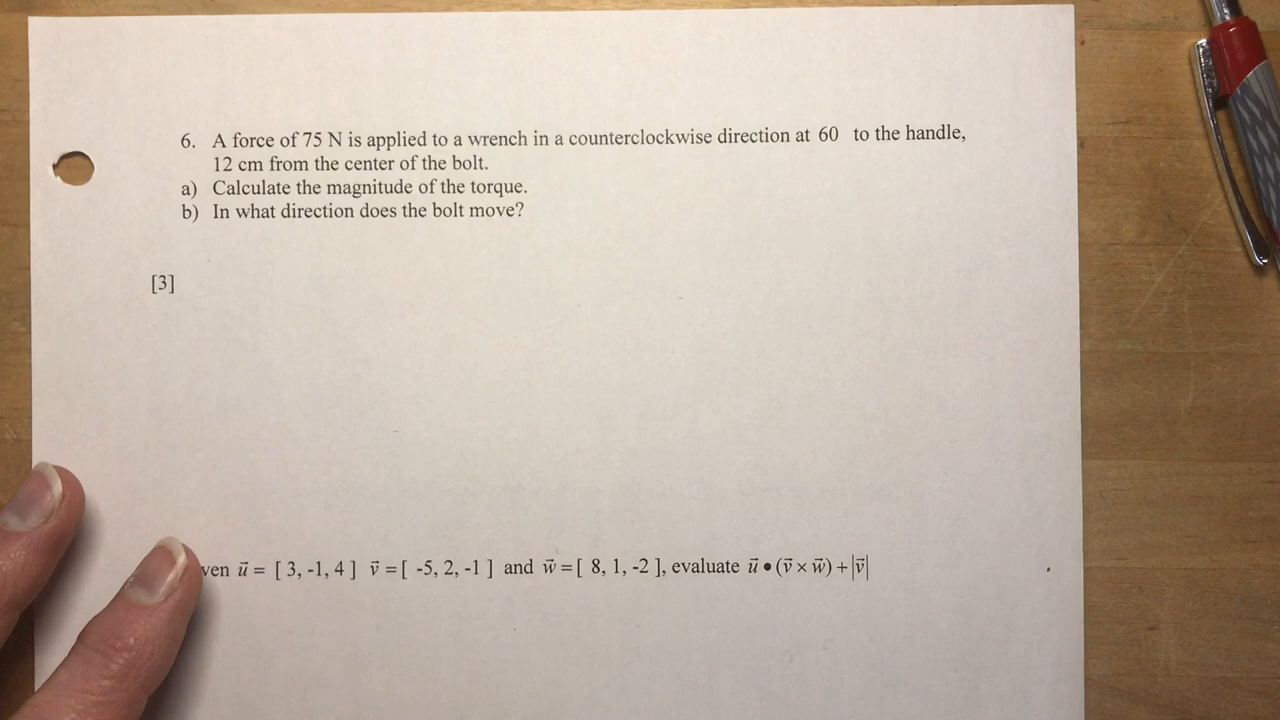 6. A force of 75 N is applied to a wrench in a counterclockwise direction at 60 to the handle,
12 cm from the center of the bolt.
a) Calculate the magnitude of the torque.
b) In what direction does the bolt move?
[3]
ven u⃗ = [ 3, -1, 4 ] v⃗ = [ -5, 2, -1 ] and w⃗ = [ 8, 1, -2 ], evaluate u⃗ • (v⃗ × w⃗) + |v⃗|